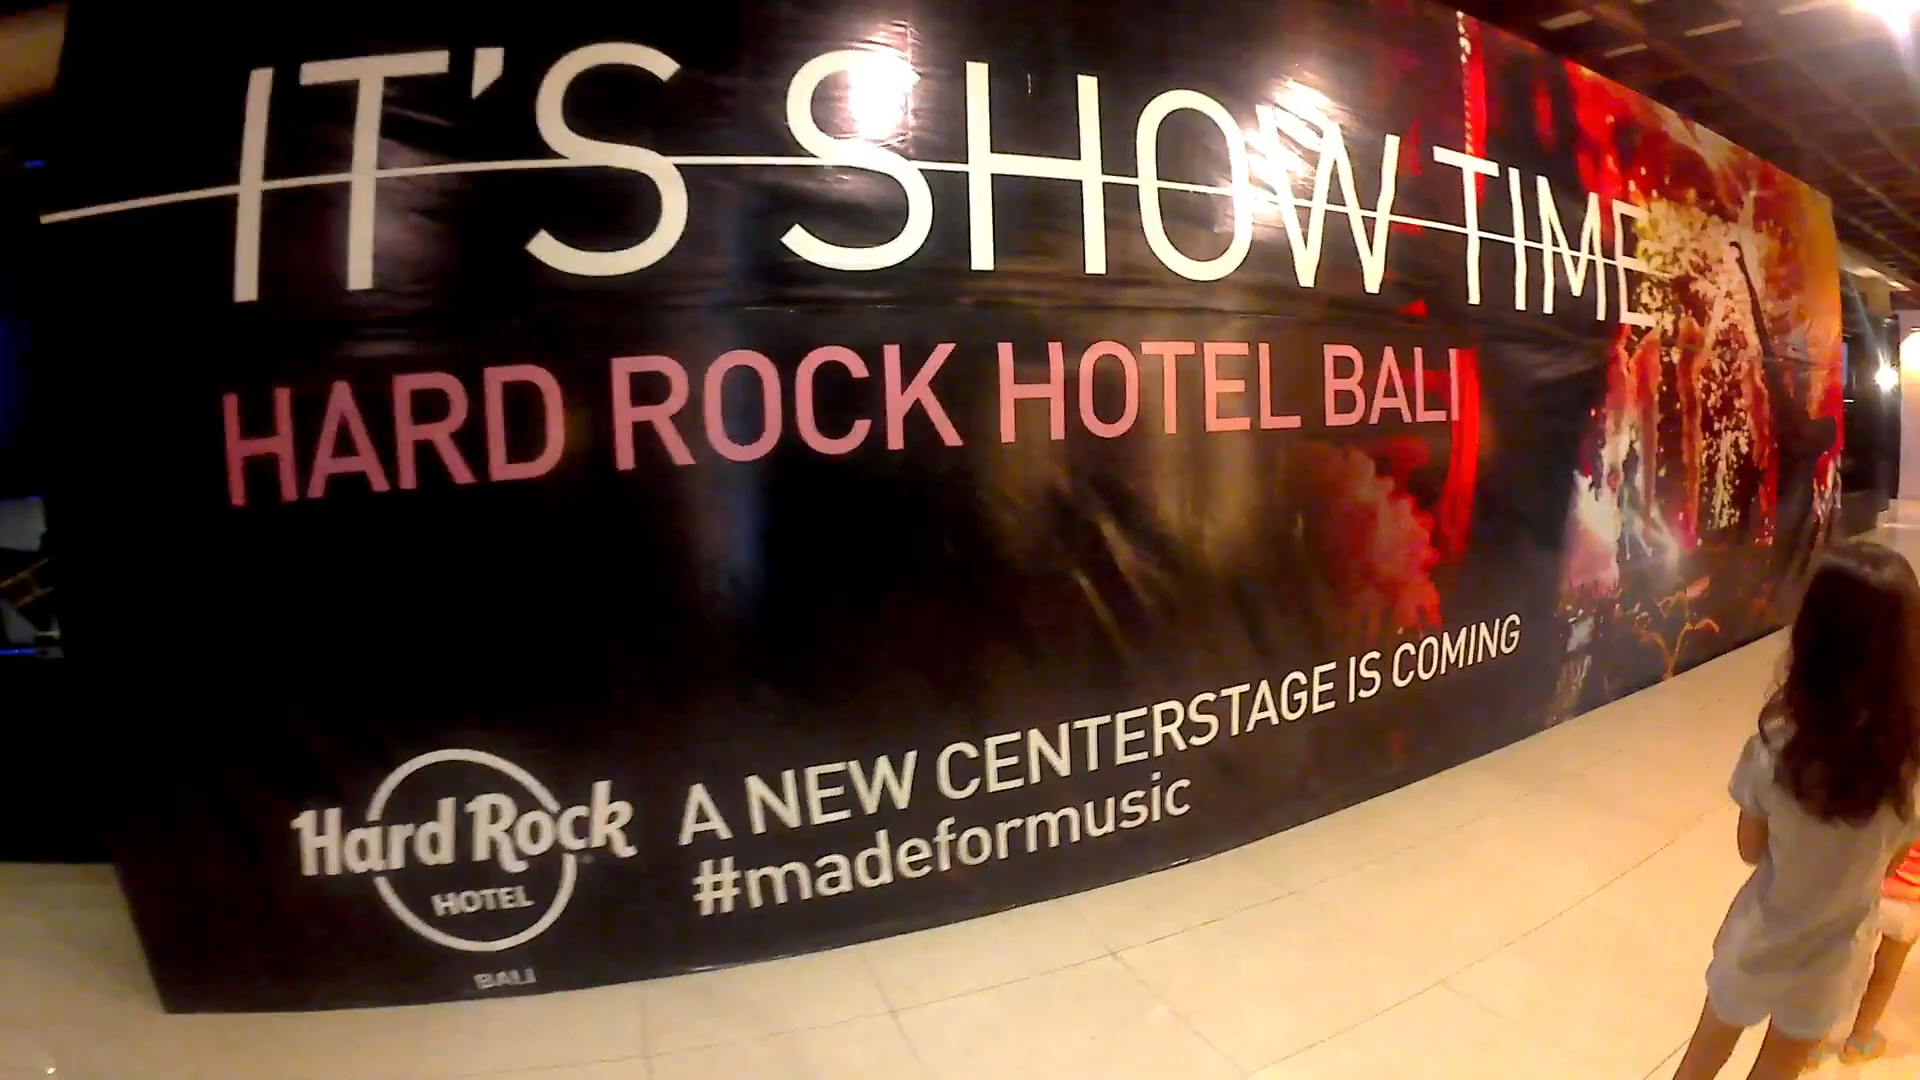 IT'S SHOW TIME
HARD ROCK HOTEL BALI
A NEW CENTERSTAGE IS COMING
#madeformusic
Hard Rock
HOTEL
BALI